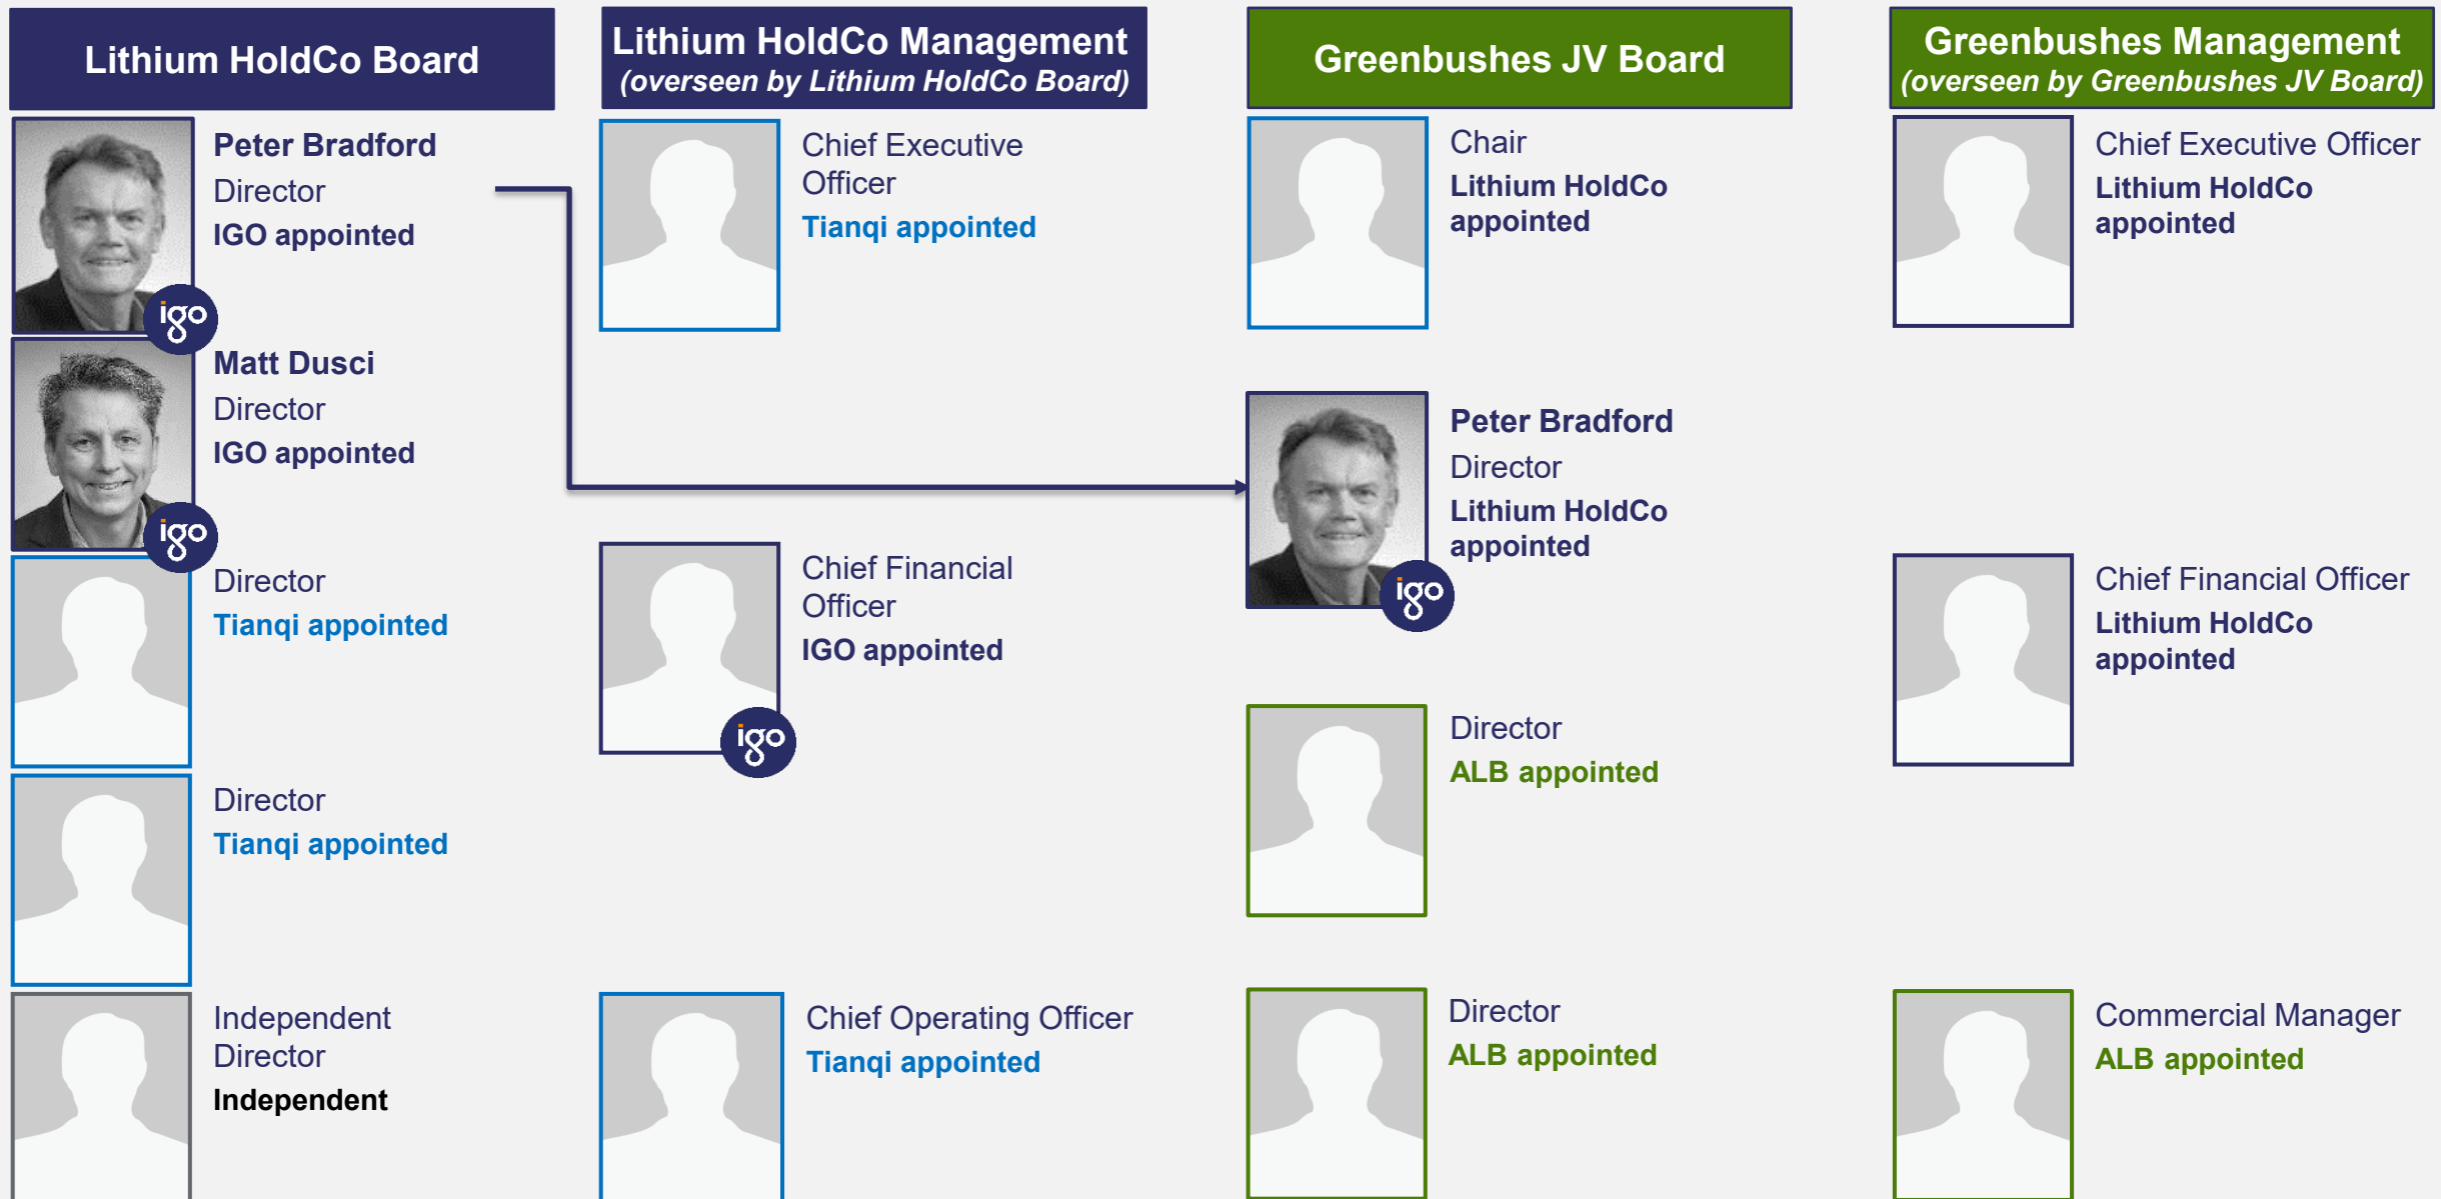 Lithium HoldCo Board
Peter Bradford
Director
IGO appointed
igo
Matt Dusci
Director
IGO appointed
igo
Director
Tianqi appointed
Director
Tianqi appointed
Independent
Director
Independent
Lithium HoldCo Management
(overseen by Lithium HoldCo Board)
Chief Executive
Officer
Tianqi appointed
Chief Financial
Officer
IGO appointed
igo
Chief Operating Officer
Tianqi appointed
Greenbushes JV Board
Chair
Lithium HoldCo
appointed
Peter Bradford
Director
Lithium HoldCo
appointed
igo
Director
ALB appointed
Director
ALB appointed
Greenbushes Management
(overseen by Greenbushes JV Board)
Chief Executive Officer
Lithium HoldCo
appointed
Chief Financial Officer
Lithium HoldCo
appointed
Commercial Manager
ALB appointed